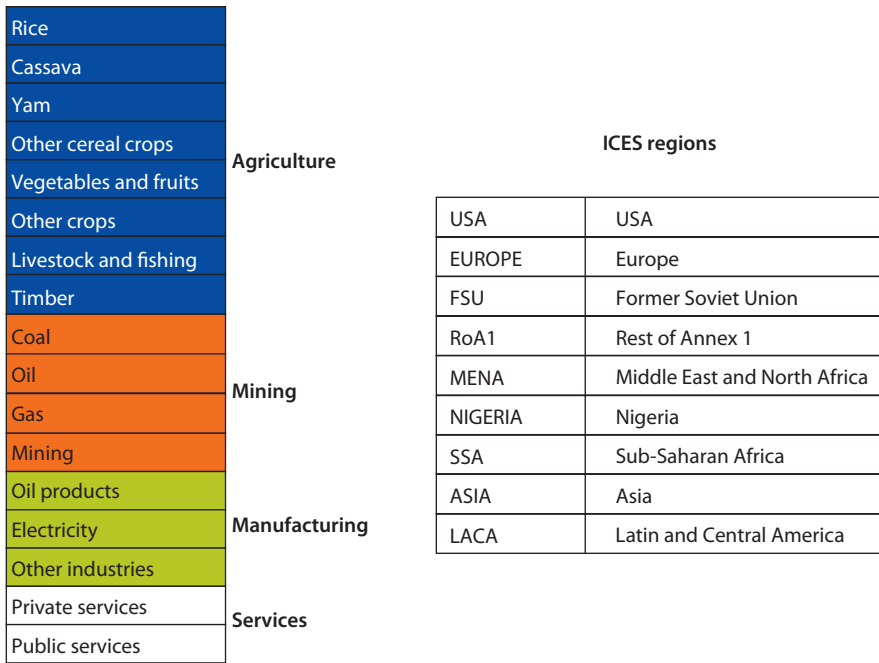 Rice
Cassava
Yam
Other cereal crops
Vegetables and fruits
Other crops
Livestock and fishing
Timber
Agriculture
Coal
Oil
Gas
Mining
Mining
Oil products
Electricity
Other industries
Manufacturing
Private services
Public services
Services
ICES regions
USA USA
EUROPE Europe
FSU Former Soviet Union
RoA1 Rest of Annex 1
MENA Middle East and North Africa
NIGERIA Nigeria
SSA Sub-Saharan Africa
ASIA Asia
LACA Latin and Central America